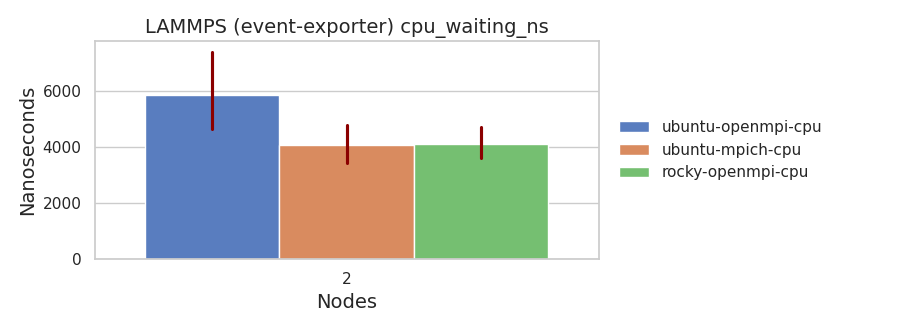 LAMMPS (event-exporter) cpu_waiting_ns
Nanoseconds
6000
4000
2000
0
2
Nodes
ubuntu-openmpi-cpu
ubuntu-mpich-cpu
rocky-openmpi-cpu